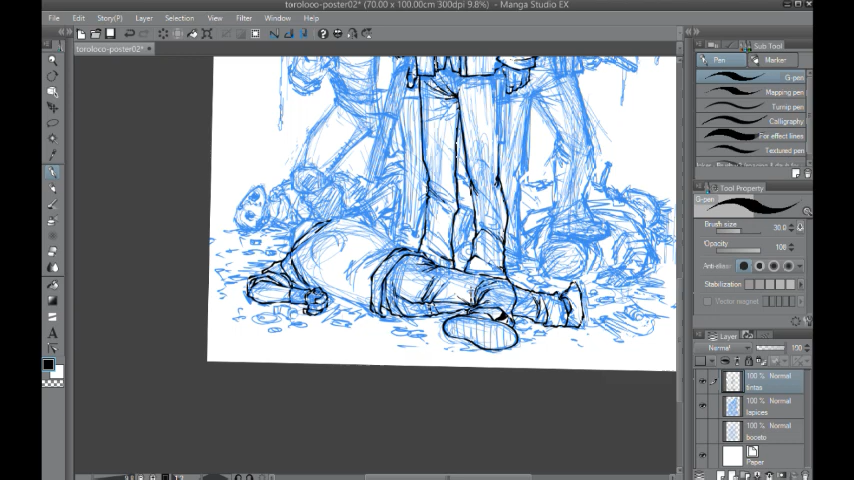 toroloco-poster02* (70.00 x 100.00cm 300dpi 9.8%) - Manga Studio EX
File Edit Story(P) Layer Selection View Filter Window Help
toroloco-poster02*
Sub Tool
Pen Marker
G-pen
Mapping pen
Turnip pen
Calligraphy
For effect lines
Textured pen
Tool Property
G-pen
Brush size 30.0
Opacity 100
Anti-aliasing
Stabilization
Vector magnet
Layer
Normal 100
100 % Normal
tintas
100 % Normal
lapices
100 % Normal
boceto
Paper